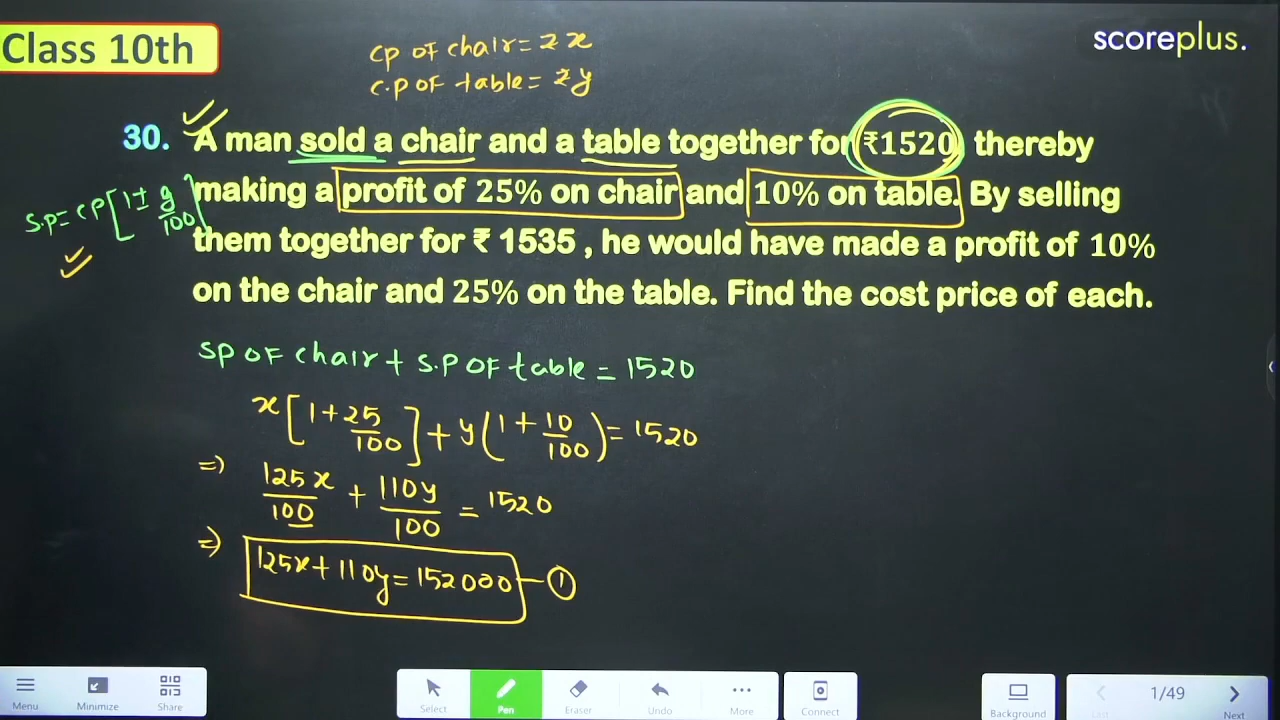 Class 10th
scoreplus.
CP OF chair = ₹ x
C.P OF table = ₹ y
30. A man sold a chair and a table together for ₹1520 thereby
making a profit of 25% on chair and 10% on table. By selling
them together for ₹ 1535 , he would have made a profit of 10%
on the chair and 25% on the table. Find the cost price of each.
S.P = CP[1 ± g/100]
SP OF chair + S.P OF table = 1520
x[1 + 25/100] + y(1 + 10/100) = 1520
=) 125x/100 + 110y/100 = 1520
=) 125x + 110y = 152000 — ①
Menu
Minimize
Share
Select
Pen
Eraser
Undo
More
Connect
Background
Last
1/49
Next